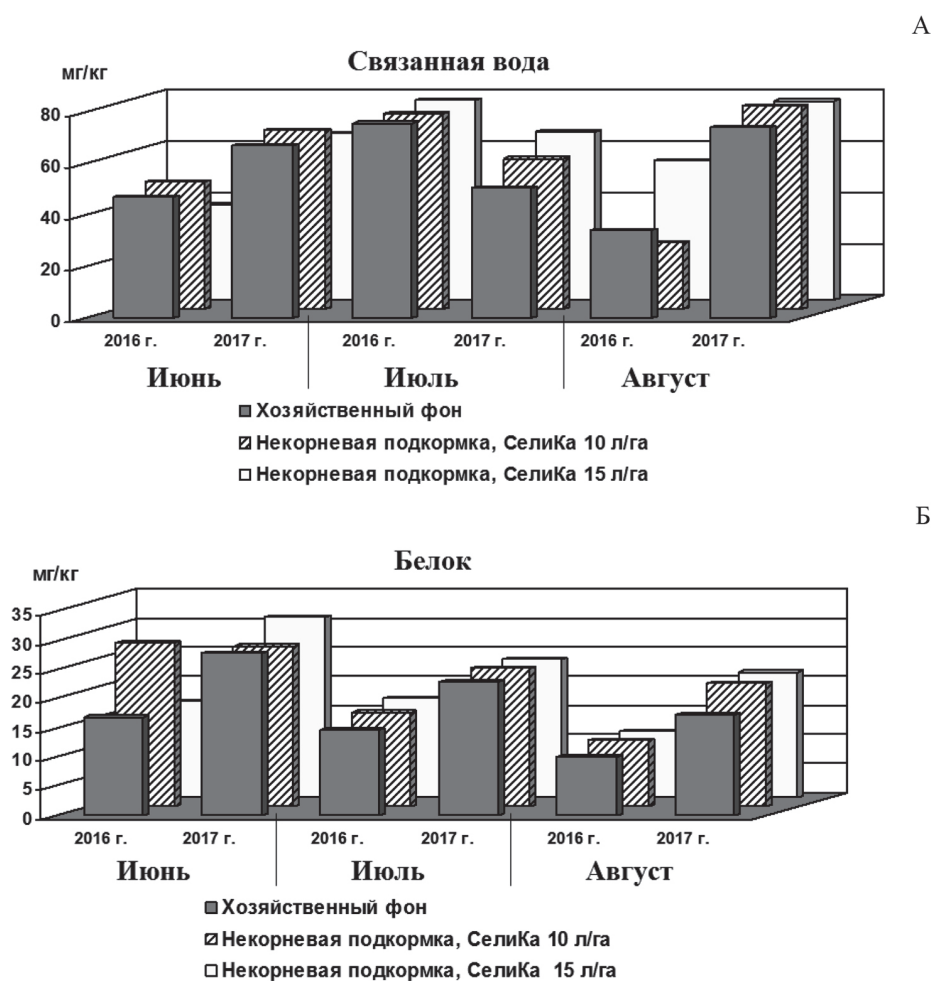 А
Связанная вода
мг/кг
80
60
40
20
0
2016 г. 2017 г. 2016 г. 2017 г. 2016 г. 2017 г.
Июнь Июль Август
Хозяйственный фон
Некорневая подкормка, СелиКа 10 л/га
Некорневая подкормка, СелиКа 15 л/га
Б
Белок
мг/кг
35
30
25
20
15
10
5
0
2016 г. 2017 г. 2016 г. 2017 г. 2016 г. 2017 г.
Июнь Июль Август
Хозяйственный фон
Некорневая подкормка, СелиКа 10 л/га
Некорневая подкормка, СелиКа 15 л/га